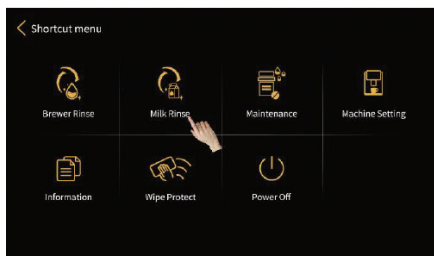 Shortcut menu
Brewer Rinse
Milk Rinse
Maintenance
Machine Setting
Information
Wipe Protect
Power Off